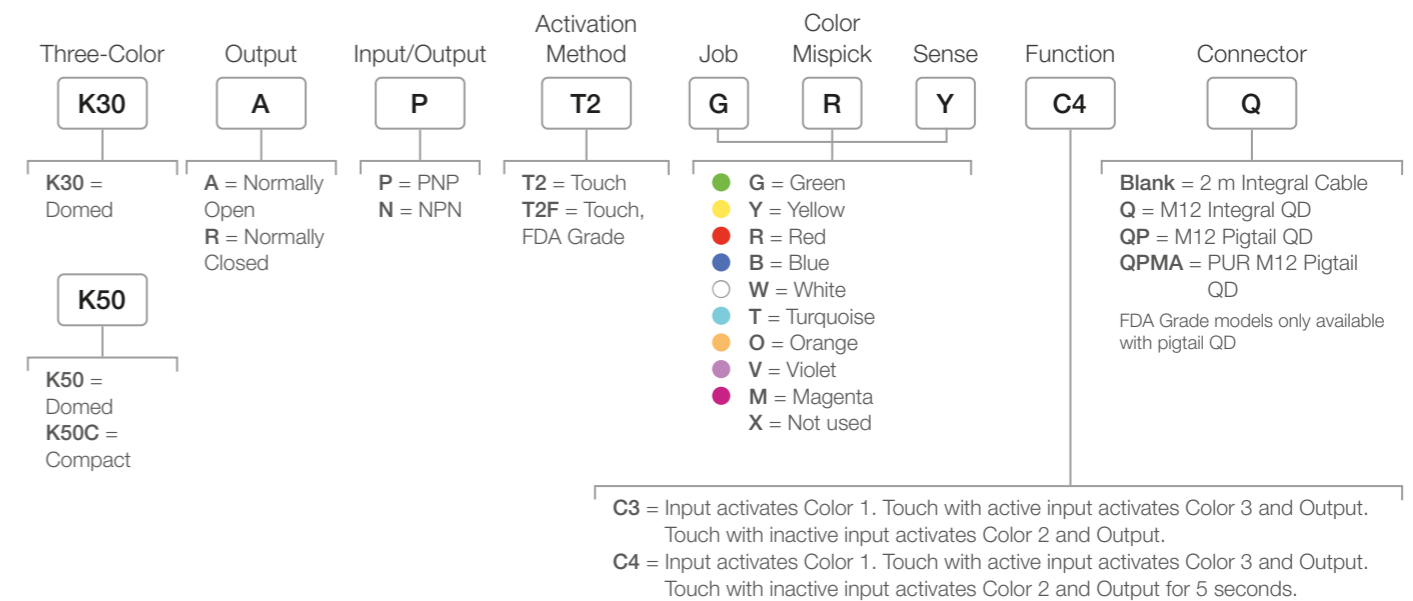 Three-Color
Output
Input/Output
Activation
Method
Job
Color
Mispick
Sense
Function
Connector
K30
A
P
T2
G
R
Y
C4
Q
K30 =
Domed
A = Normally
Open
R = Normally
Closed
P = PNP
N = NPN
T2 = Touch
T2F = Touch,
FDA Grade
G = Green
Y = Yellow
R = Red
B = Blue
W = White
T = Turquoise
O = Orange
V = Violet
M = Magenta
X = Not used
Blank = 2 m Integral Cable
Q = M12 Integral QD
QP = M12 Pigtail QD
QPMA = PUR M12 Pigtail
QD
FDA Grade models only available
with pigtail QD
K50
K50 =
Domed
K50C =
Compact
C3 = Input activates Color 1. Touch with active input activates Color 3 and Output.
Touch with inactive input activates Color 2 and Output.
C4 = Input activates Color 1. Touch with active input activates Color 3 and Output.
Touch with inactive input activates Color 2 and Output for 5 seconds.